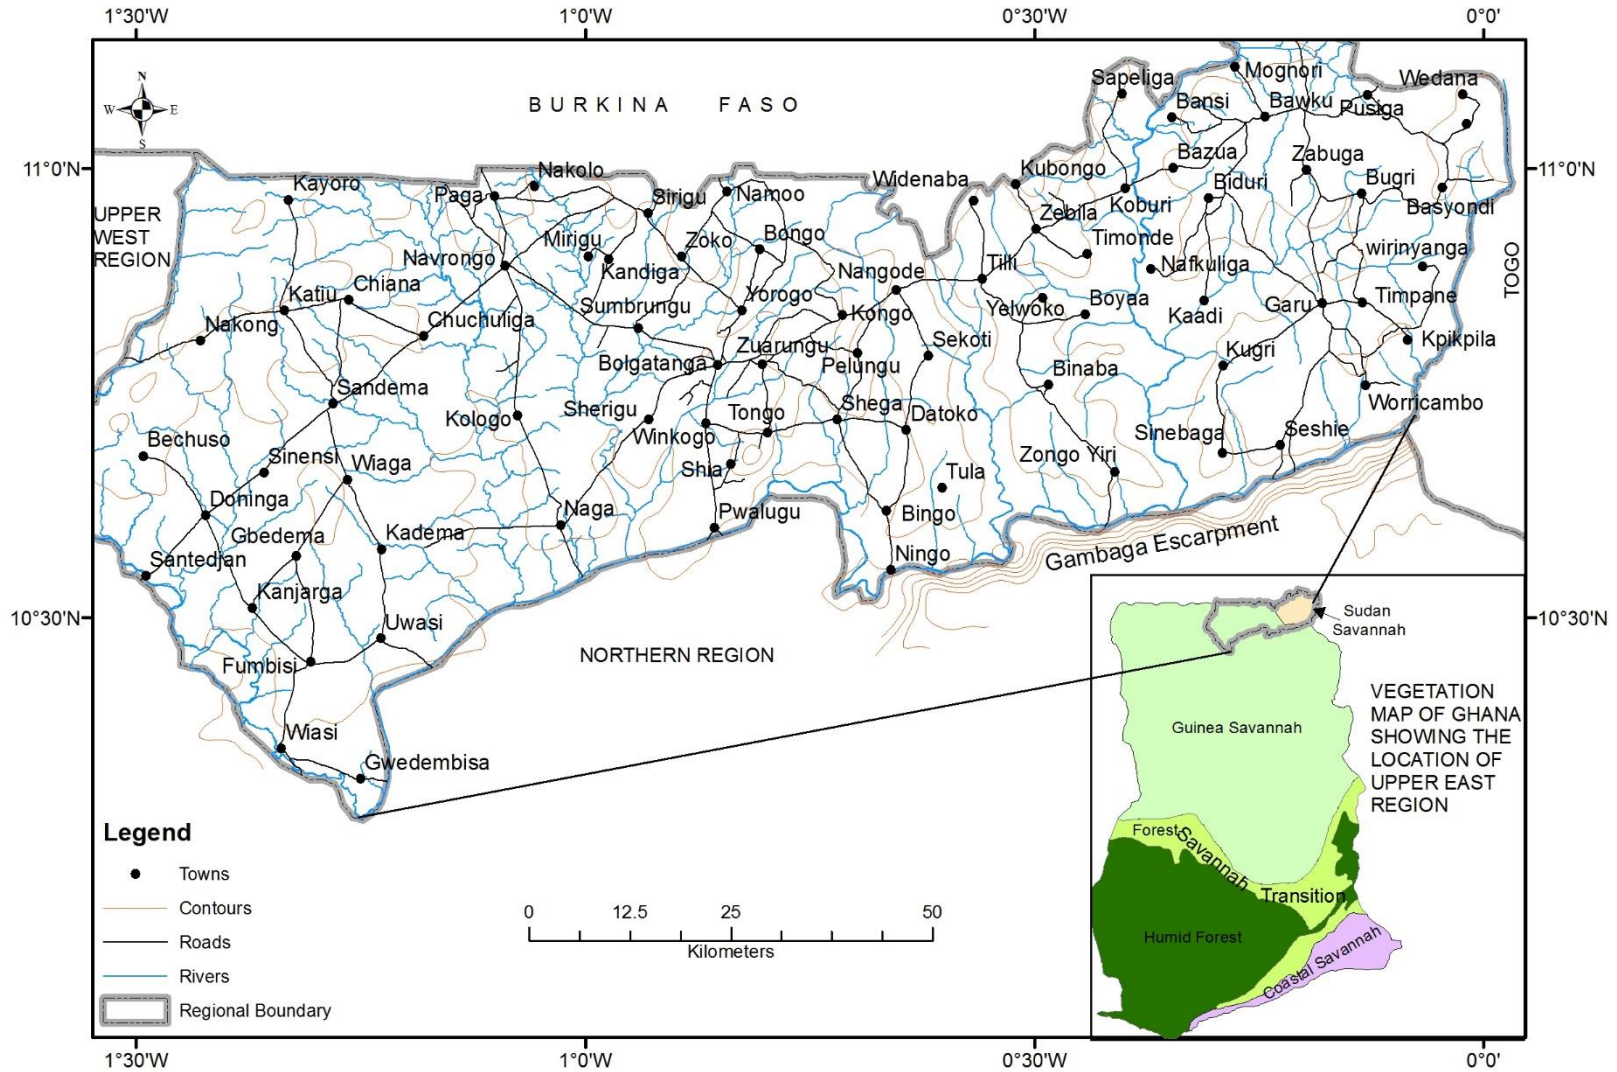 1°30'W 1°0'W 0°30'W 0°0'
N
W E
S
BURKINA FASO
11°0'N
11°0'N
UPPER
WEST
REGION
TOGO
Sapeliga
Mognori
Wedana
Bansi
Bawku
Pusiga
Kubongo
Bazua
Zabuga
Widenaba
Biduri
Bugri
Koburi
Basyondi
Zebila
Timonde
wirinyanga
Nafkuliga
Tilli
Yelwoko
Boyaa
Kaadi
Garu
Timpane
Kpikpila
Kugri
Binaba
Worricambo
Sinebaga
Seshie
Zongo Yiri
Kayoro
Paga
Nakolo
Sirigu
Namoo
Mirigu
Zoko
Bongo
Navrongo
Kandiga
Nangode
Chiana
Katiu
Sumbrungu
Yorogo
Nakong
Chuchuliga
Kongo
Zuarungu
Sekoti
Bolgatanga
Pelungu
Sandema
Kologo
Sherigu
Tongo
Shega
Datoko
Winkogo
Bechuso
Sinensi
Wiaga
Shia
Tula
Doninga
Naga
Pwalugu
Bingo
Gbedema
Kadema
Santedjan
Ningo
Kanjarga
Uwasi
Fumbisi
Wiasi
Gwedembisa
Gambaga Escarpment
10°30'N
10°30'N
NORTHERN REGION
Sudan
Savannah
VEGETATION
MAP OF GHANA
SHOWING THE
LOCATION OF
UPPER EAST
REGION
Guinea Savannah
Forest Savannah Transition
Humid Forest
Coastal Savannah
Legend
Towns
Contours
Roads
Rivers
Regional Boundary
0 12.5 25 50
Kilometers
1°30'W 1°0'W 0°30'W 0°0'